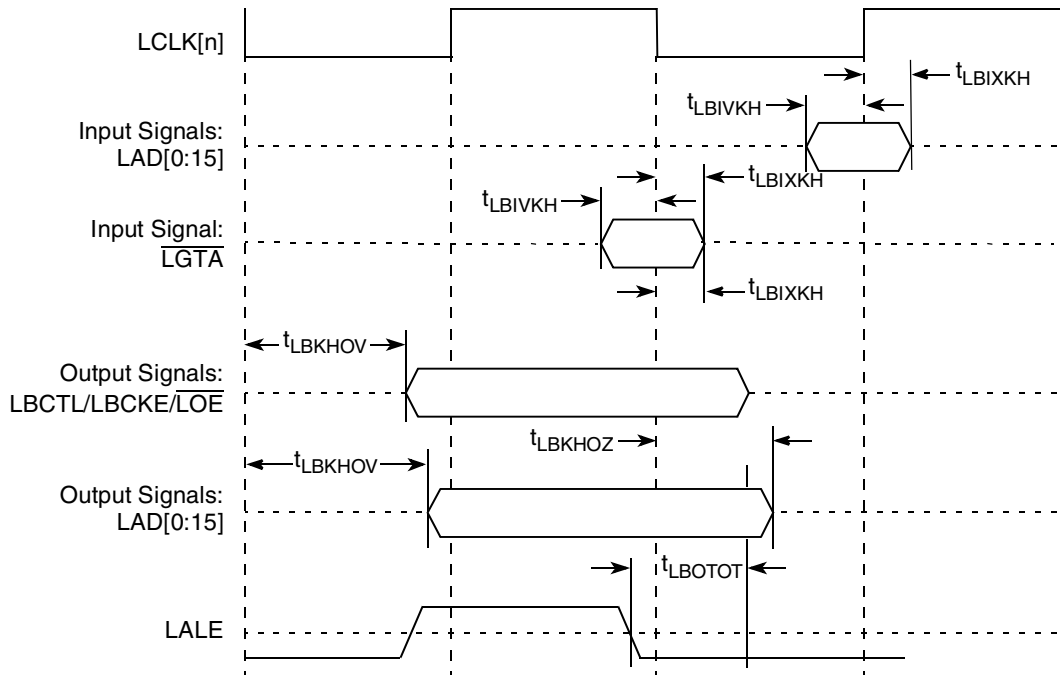 LCLK[n]
tLBIXKH
tLBIVKH
Input Signals:
LAD[0:15]
tLBIXKH
tLBIVKH
Input Signal:
LGTA
tLBIXKH
tLBKHOV
Output Signals:
LBCTL/LBCKE/LOE
tLBKHOZ
tLBKHOV
Output Signals:
LAD[0:15]
tLBOTOT
LALE